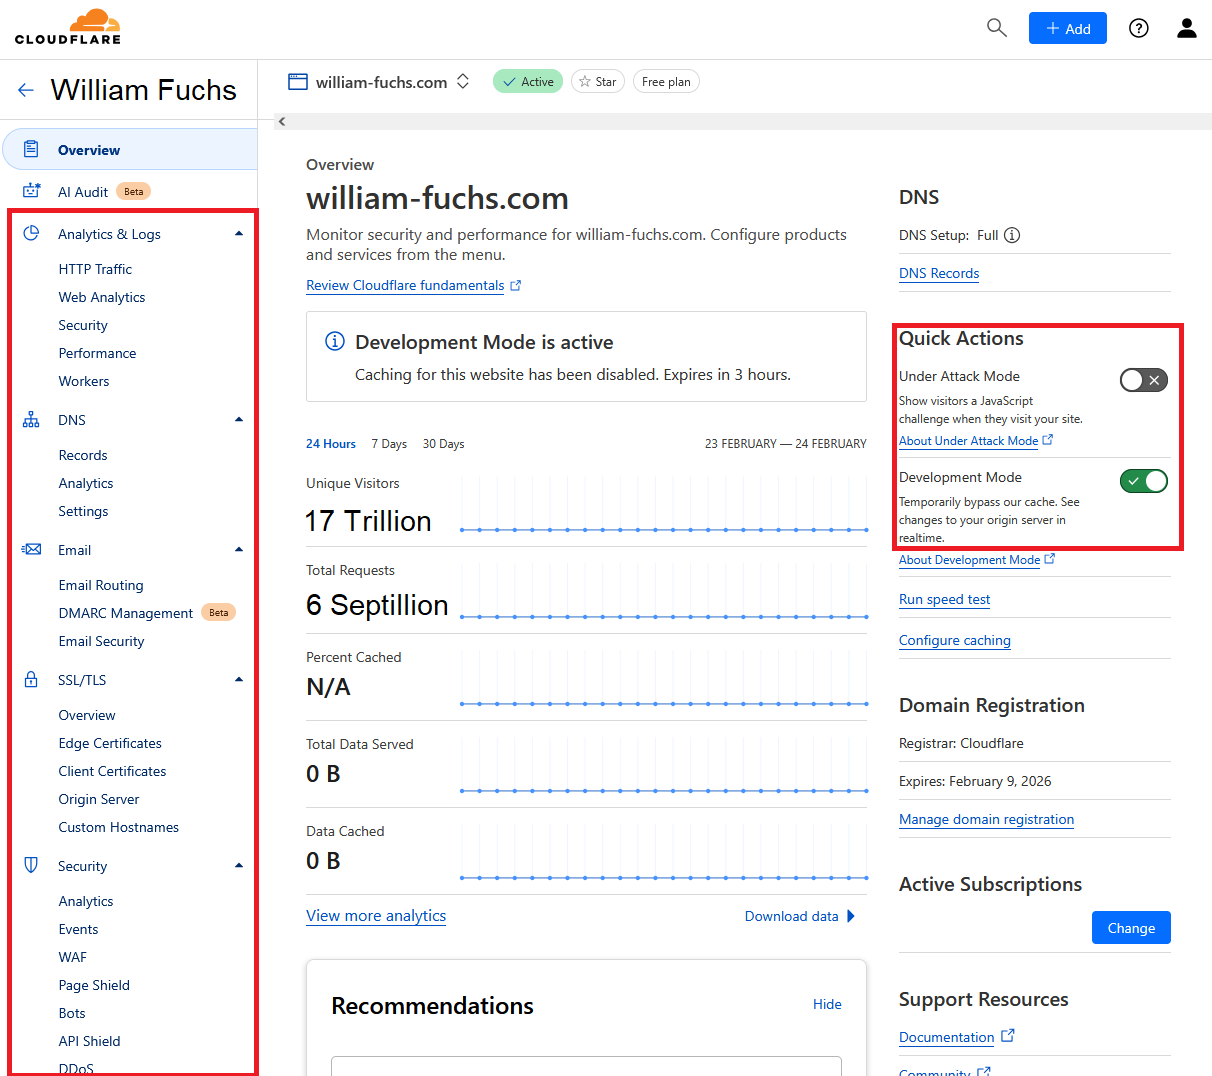 CLOUDFLARE
Add
William Fuchs
william-fuchs.com
Active
Star
Free plan
Overview
AI Audit Beta
Analytics & Logs
HTTP Traffic
Web Analytics
Security
Performance
Workers
DNS
Records
Analytics
Settings
Email
Email Routing
DMARC Management Beta
Email Security
SSL/TLS
Overview
Edge Certificates
Client Certificates
Origin Server
Custom Hostnames
Security
Analytics
Events
WAF
Page Shield
Bots
API Shield
DDoS
Overview
william-fuchs.com
Monitor security and performance for william-fuchs.com. Configure products
and services from the menu.
Review Cloudflare fundamentals
Development Mode is active
Caching for this website has been disabled. Expires in 3 hours.
24 Hours 7 Days 30 Days 23 FEBRUARY — 24 FEBRUARY
Unique Visitors
17 Trillion
Total Requests
6 Septillion
Percent Cached
N/A
Total Data Served
0 B
Data Cached
0 B
View more analytics
Download data
Recommendations
Hide
DNS
DNS Setup: Full
DNS Records
Quick Actions
Under Attack Mode
Show visitors a JavaScript
challenge when they visit your site.
About Under Attack Mode
Development Mode
Temporarily bypass our cache. See
changes to your origin server in
realtime.
About Development Mode
Run speed test
Configure caching
Domain Registration
Registrar: Cloudflare
Expires: February 9, 2026
Manage domain registration
Active Subscriptions
Change
Support Resources
Documentation
Community